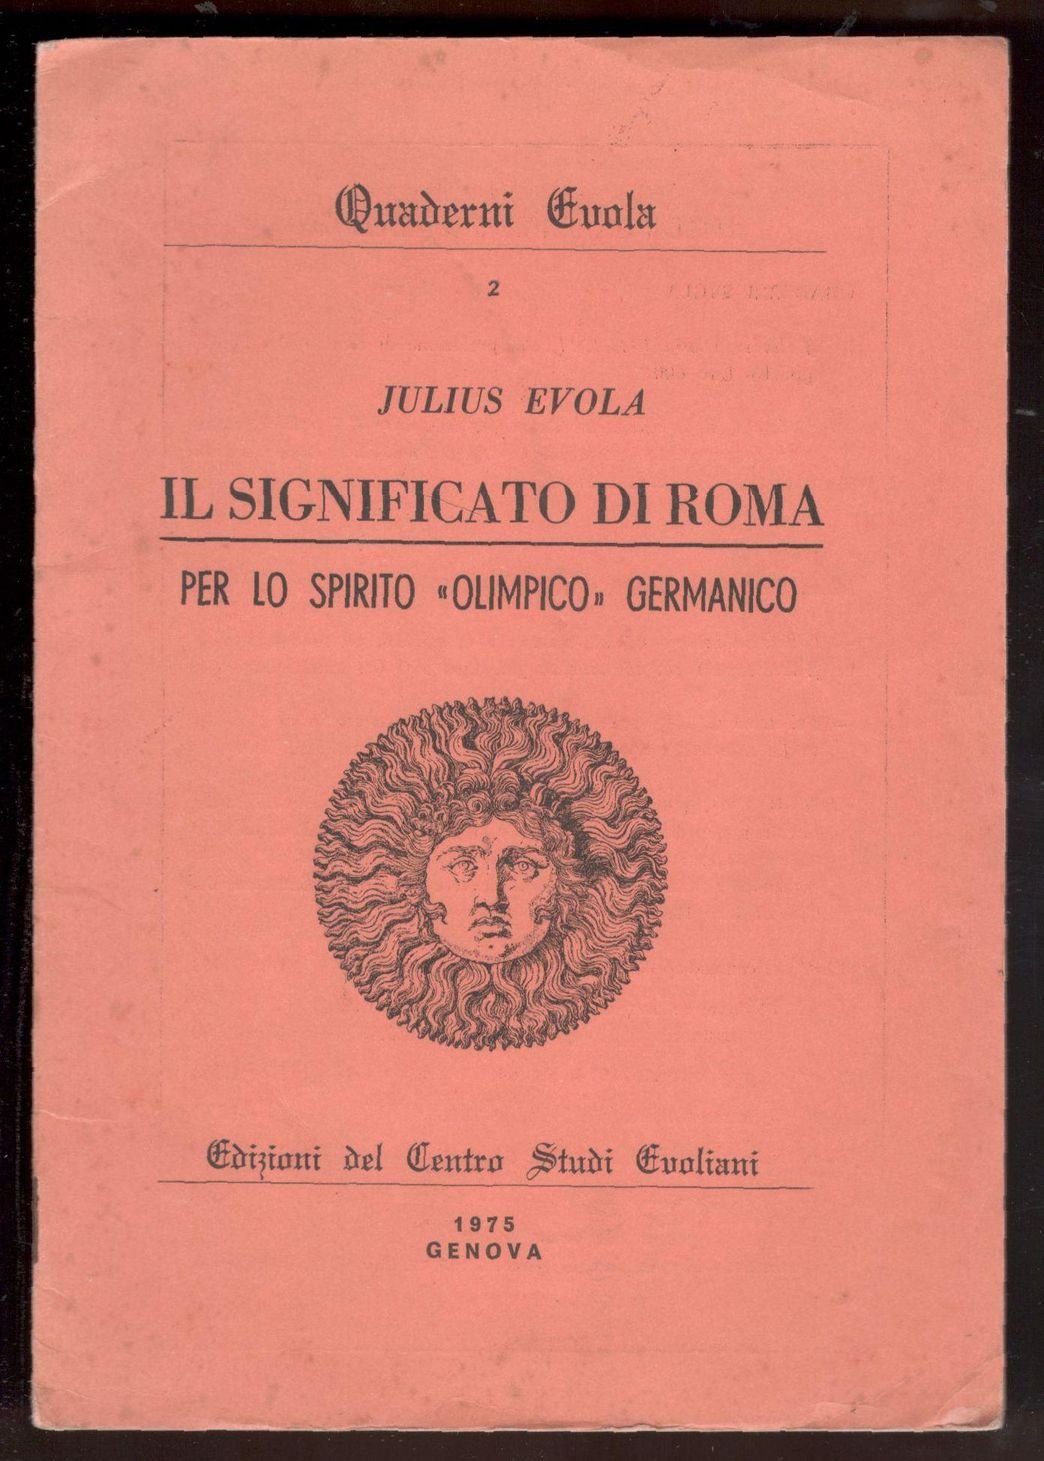 Quaderni Evola
2
JULIUS EVOLA
IL SIGNIFICATO DI ROMA
PER LO SPIRITO «OLIMPICO» GERMANICO
Edizioni del Centro Studi Evoliani
1975
GENOVA